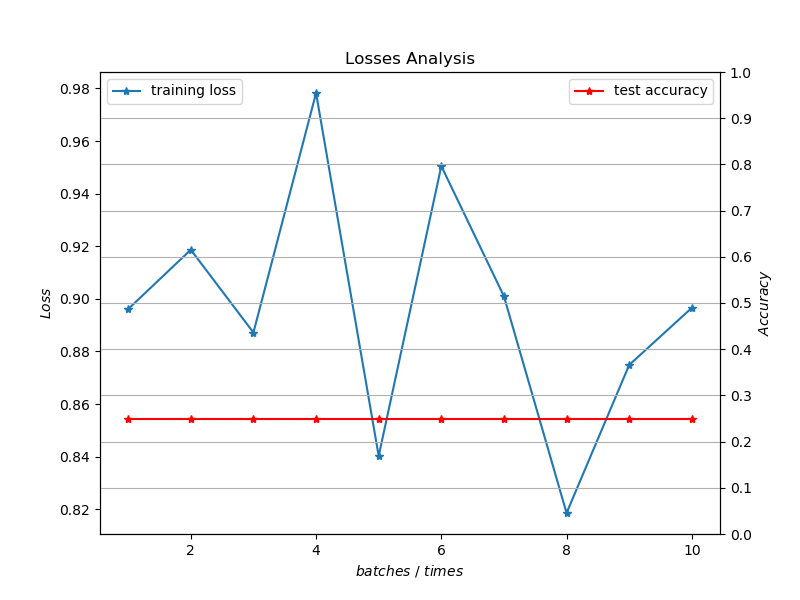 Losses Analysis
training loss
test accuracy
0.98
0.96
0.94
0.92
0.90
0.88
0.86
0.84
0.82
Loss
1.0
0.9
0.8
0.7
0.6
0.5
0.4
0.3
0.2
0.1
0.0
Accuracy
2 4 6 8 10
batches / times